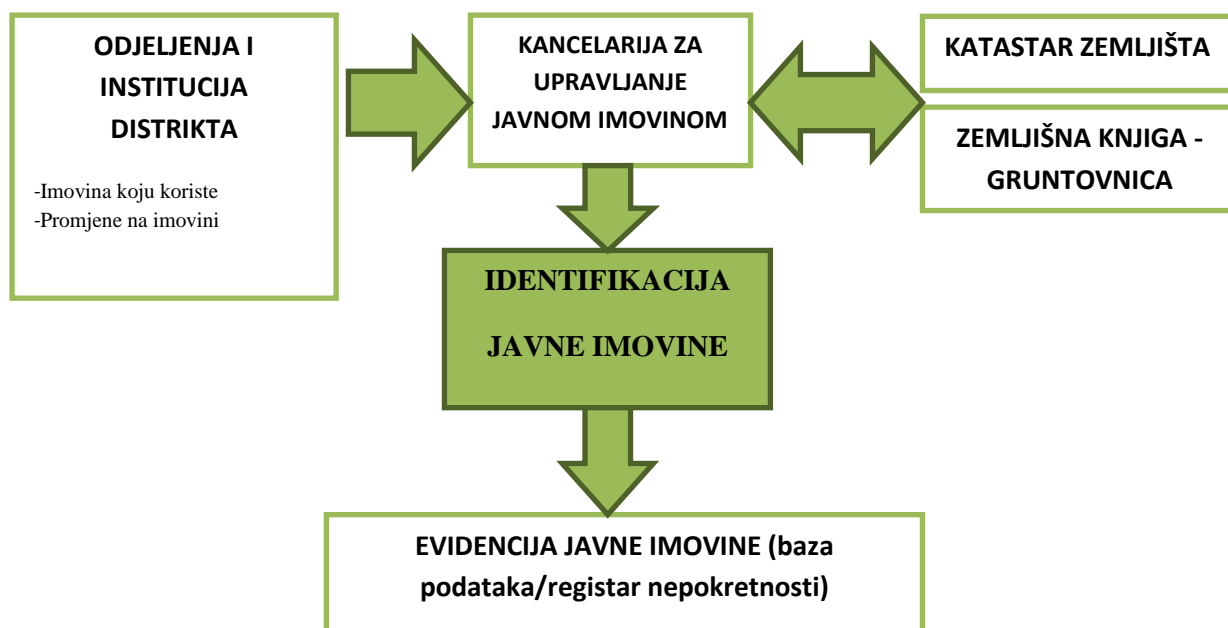 ODJELJENJA I
INSTITUCIJA
DISTRIKTA
-Imovina koju koriste
-Promjene na imovini
KANCELARIJA ZA
UPRAVLJANJE
JAVNOM IMOVINOM
KATASTAR ZEMLJIŠTA
ZEMLJIŠNA KNJIGA -
GRUNTOVNICA
IDENTIFIKACIJA
JAVNE IMOVINE
EVIDENCIJA JAVNE IMOVINE (baza
podataka/registar nepokretnosti)